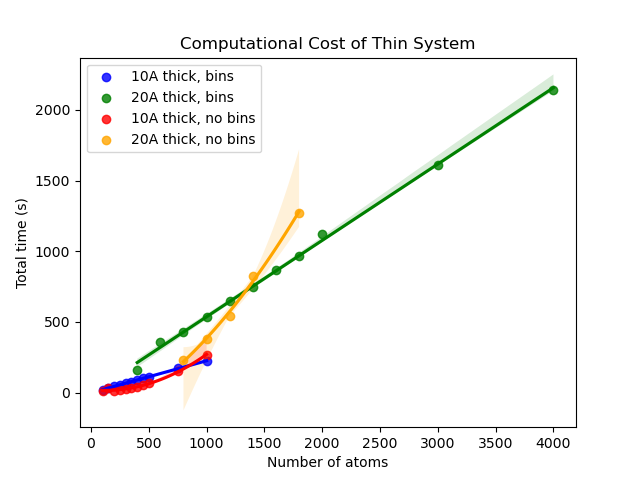 Computational Cost of Thin System
10A thick, bins
20A thick, bins
10A thick, no bins
20A thick, no bins
Total time (s)
2000
1500
1000
500
0
0 500 1000 1500 2000 2500 3000 3500 4000
Number of atoms